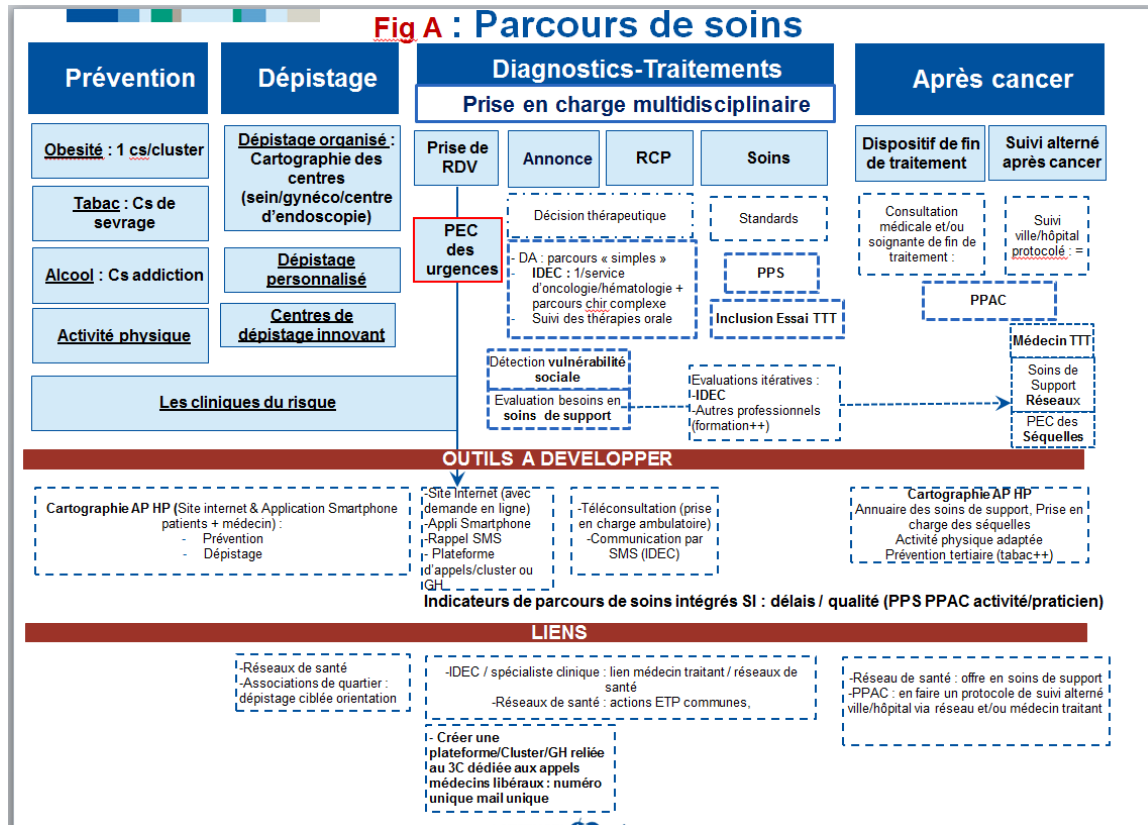 Fig A : Parcours de soins
Prévention
Dépistage
Diagnostics-Traitements
Prise en charge multidisciplinaire
Après cancer
Obesité : 1 cs/cluster
Tabac : Cs de
sevrage
Alcool : Cs addiction
Activité physique
Dépistage organisé :
Cartographie des
centres
(sein/gynéco/centre
d'endoscopie)
Dépistage
personnalisé
Centres de
dépistage innovant
Les cliniques du risque
Prise de
RDV
PEC
des
urgences
Annonce
RCP
Soins
Décision thérapeutique
- DA : parcours « simples »
- IDEC : 1/service
d'oncologie/hématologie +
parcours chir complexe
- Suivi des thérapies orale
Standards
PPS
Inclusion Essai TTT
Détection vulnérabilité
sociale
Evaluation besoins en
soins de support
Evaluations itératives :
-IDEC
-Autres professionnels
(formation++)
Dispositif de fin
de traitement
Suivi alterné
après cancer
Consultation
médicale et/ou
soignante de fin de
traitement :
Suivi
ville/hôpital
protocolé : =
PPAC
Médecin TTT
Soins de
Support
Réseaux
PEC des
Séquelles
OUTILS A DEVELOPPER
Cartographie AP HP (Site internet & Application Smartphone
patients + médecin) :
- Prévention
- Dépistage
-Site Internet (avec
demande en ligne)
-Appli Smartphone
-Rappel SMS
- Plateforme
d'appels/cluster ou
GH
-Téléconsultation (prise
en charge ambulatoire)
-Communication par
SMS (IDEC)
Cartographie AP HP
Annuaire des soins de support, Prise en
charge des séquelles
Activité physique adaptée
Prévention tertiaire (tabac++)
Indicateurs de parcours de soins intégrés SI : délais / qualité (PPS PPAC activité/praticien)
LIENS
-Réseaux de santé
-Associations de quartier :
dépistage ciblée orientation
-IDEC / spécialiste clinique : lien médecin traitant / réseaux de
santé
-Réseaux de santé : actions ETP communes,
- Créer une
plateforme/Cluster/GH reliée
au 3C dédiée aux appels
médecins libéraux : numéro
unique mail unique
-Réseau de santé : offre en soins de support
-PPAC : en faire un protocole de suivi alterné
ville/hôpital via réseau et/ou médecin traitant